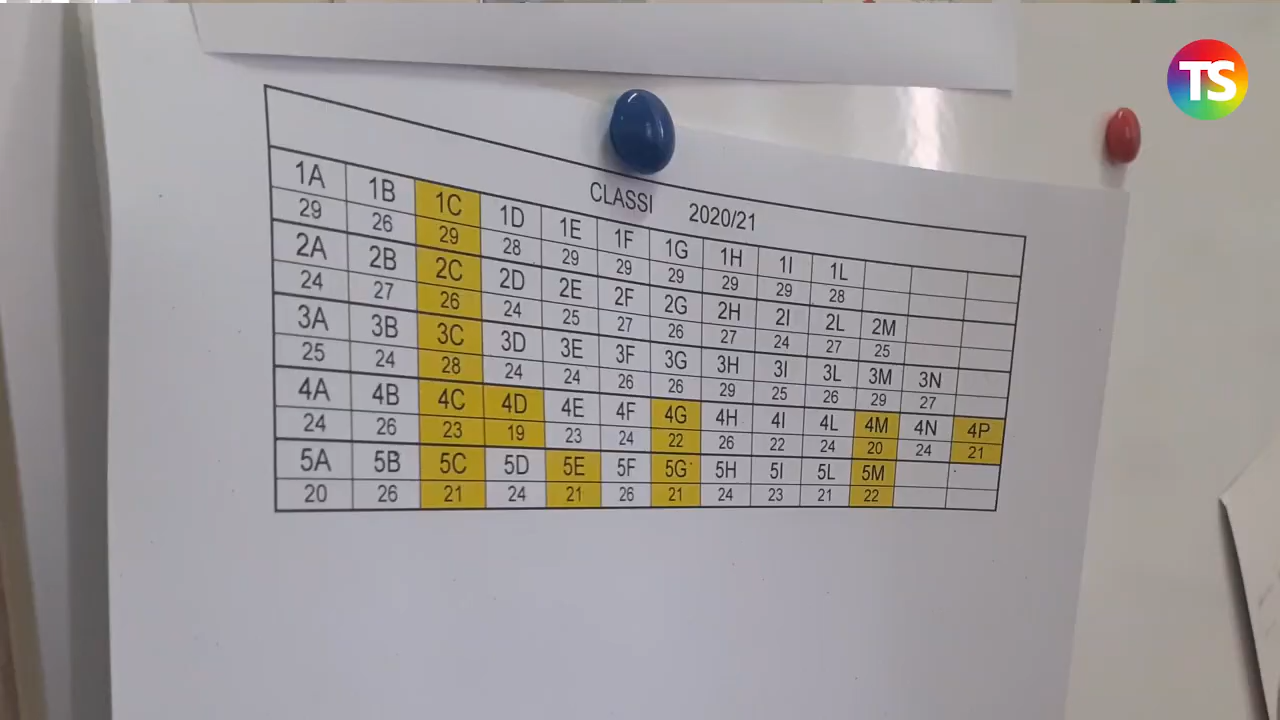 TS
CLASSI 2020/21
1A 1B 1C 1D 1E 1F 1G 1H 1I 1L
29 26 29 28 29 29 29 29 29 28
2A 2B 2C 2D 2E 2F 2G 2H 2I 2L 2M
24 27 26 24 25 27 26 27 24 27 25
3A 3B 3C 3D 3E 3F 3G 3H 3I 3L 3M 3N
25 24 28 24 24 26 26 29 25 26 29 27
4A 4B 4C 4D 4E 4F 4G 4H 4I 4L 4M 4N 4P
24 26 23 19 23 24 22 26 22 24 20 24 21
5A 5B 5C 5D 5E 5F 5G 5H 5I 5L 5M
20 26 21 24 21 26 21 24 23 21 22